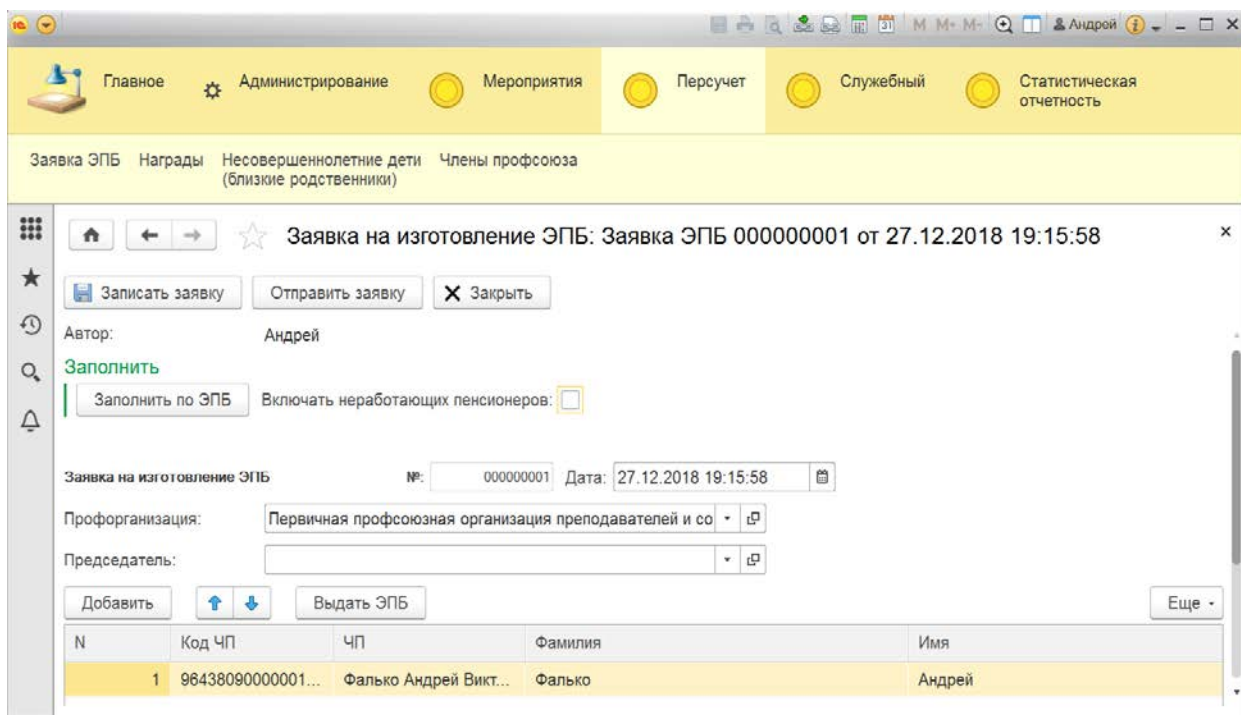 1С М М+ М- Андрей
Главное Администрирование Мероприятия Персучет Служебный Статистическая
отчетность
Заявка ЭПБ Награды Несовершеннолетние дети Члены профсоюза
(близкие родственники)
Заявка на изготовление ЭПБ: Заявка ЭПБ 000000001 от 27.12.2018 19:15:58
Записать заявку Отправить заявку Закрыть
Автор: Андрей
Заполнить
Заполнить по ЭПБ Включать неработающих пенсионеров:
Заявка на изготовление ЭПБ №: 000000001 Дата: 27.12.2018 19:15:58
Профорганизация: Первичная профсоюзная организация преподавателей и со
Председатель:
Добавить Выдать ЭПБ Еще
N Код ЧП ЧП Фамилия Имя
1 96438090000001... Фалько Андрей Викт... Фалько Андрей